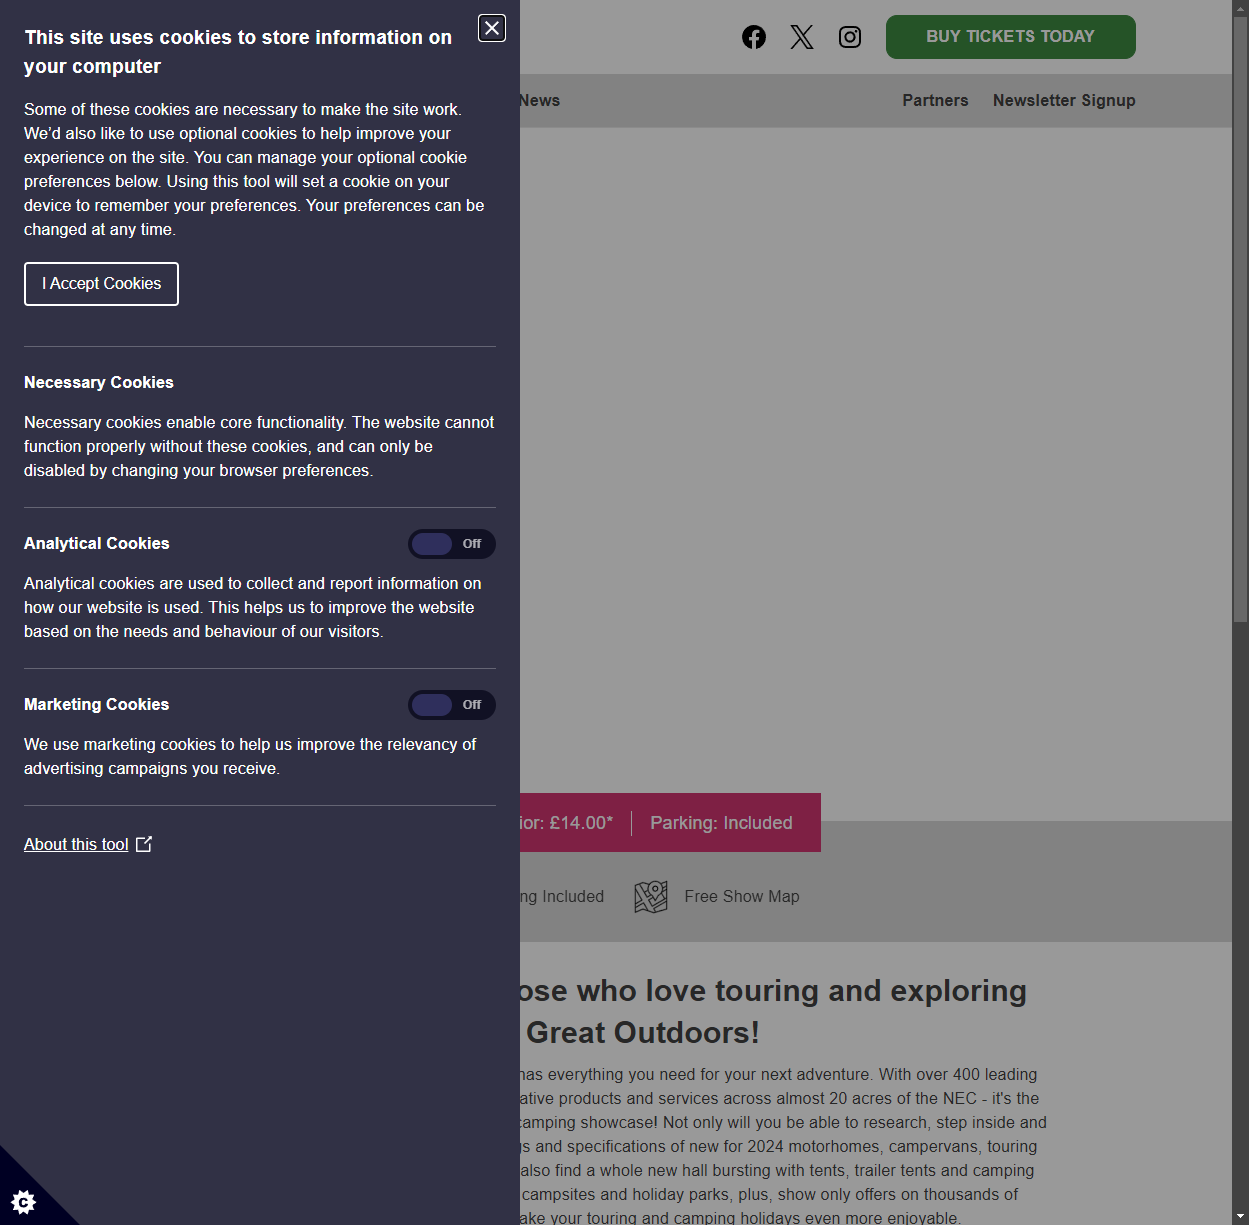 This site uses cookies to store information on
your computer
Some of these cookies are necessary to make the site work.
We’d also like to use optional cookies to help improve your
experience on the site. You can manage your optional cookie
preferences below. Using this tool will set a cookie on your
device to remember your preferences. Your preferences can be
changed at any time.
I Accept Cookies
Necessary Cookies
Necessary cookies enable core functionality. The website cannot
function properly without these cookies, and can only be
disabled by changing your browser preferences.
Analytical Cookies
Off
Analytical cookies are used to collect and report information on
how our website is used. This helps us to improve the website
based on the needs and behaviour of our visitors.
Marketing Cookies
Off
We use marketing cookies to help us improve the relevancy of
advertising campaigns you receive.
About this tool
BUY TICKETS TODAY
News Partners Newsletter Signup
ior: £14.00* Parking: Included
ng Included Free Show Map
ose who love touring and exploring
Great Outdoors!
has everything you need for your next adventure. With over 400 leading
ative products and services across almost 20 acres of the NEC - it's the
camping showcase! Not only will you be able to research, step inside and
gs and specifications of new for 2024 motorhomes, campervans, touring
also find a whole new hall bursting with tents, trailer tents and camping
campsites and holiday parks, plus, show only offers on thousands of
ake your touring and camping holidays even more enjoyable.